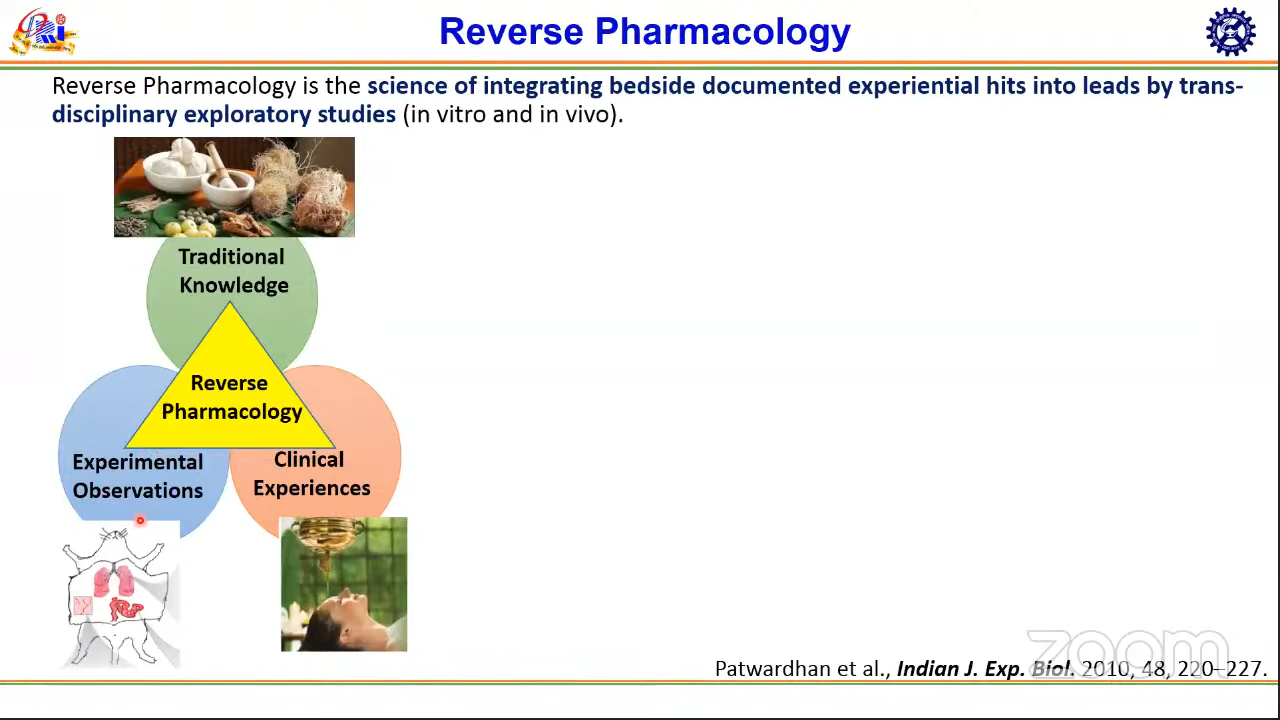 Reverse Pharmacology
Reverse Pharmacology is the science of integrating bedside documented experiential hits into leads by trans-
disciplinary exploratory studies (in vitro and in vivo).
Traditional
Knowledge
Reverse
Pharmacology
Experimental
Observations
Clinical
Experiences
zoom
Patwardhan et al., Indian J. Exp. Biol. 2010, 48, 220–227.